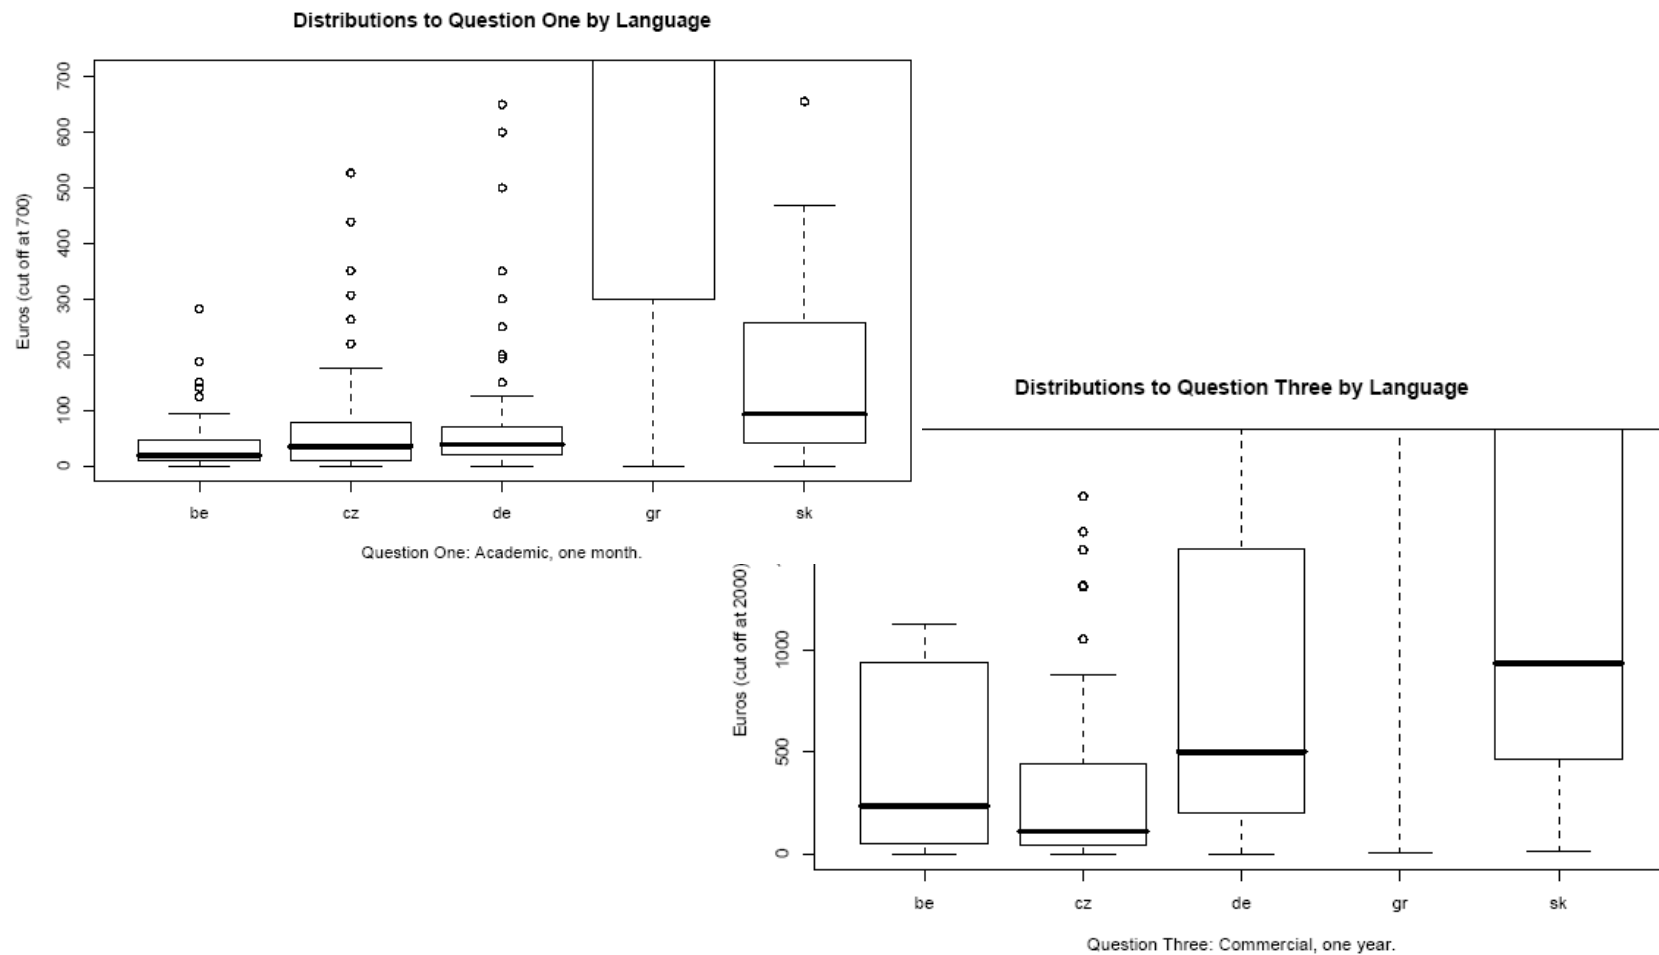 Distributions to Question One by Language
700
600
500
400
300
200
100
0
Euros (cut off at 700)
be cz de gr sk
Question One: Academic, one month.
Distributions to Question Three by Language
1000
500
0
Euros (cut off at 2000)
be cz de gr sk
Question Three: Commercial, one year.